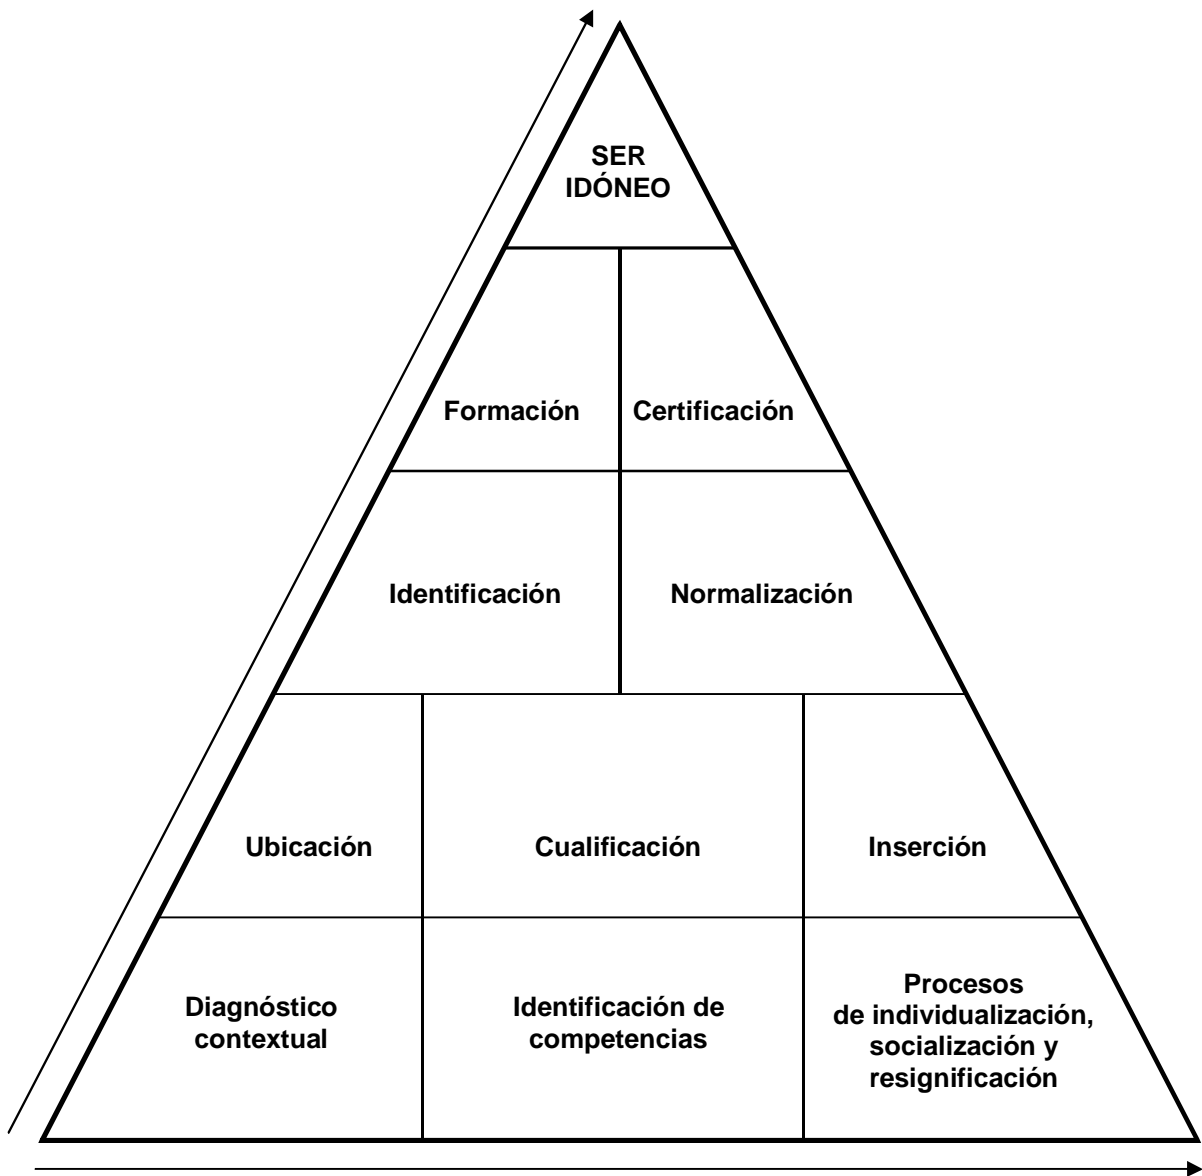 SER
IDÓNEO
Formación
Certificación
Identificación
Normalización
Ubicación
Cualificación
Inserción
Diagnóstico
contextual
Identificación de
competencias
Procesos
de individualización,
socialización y
resignificación